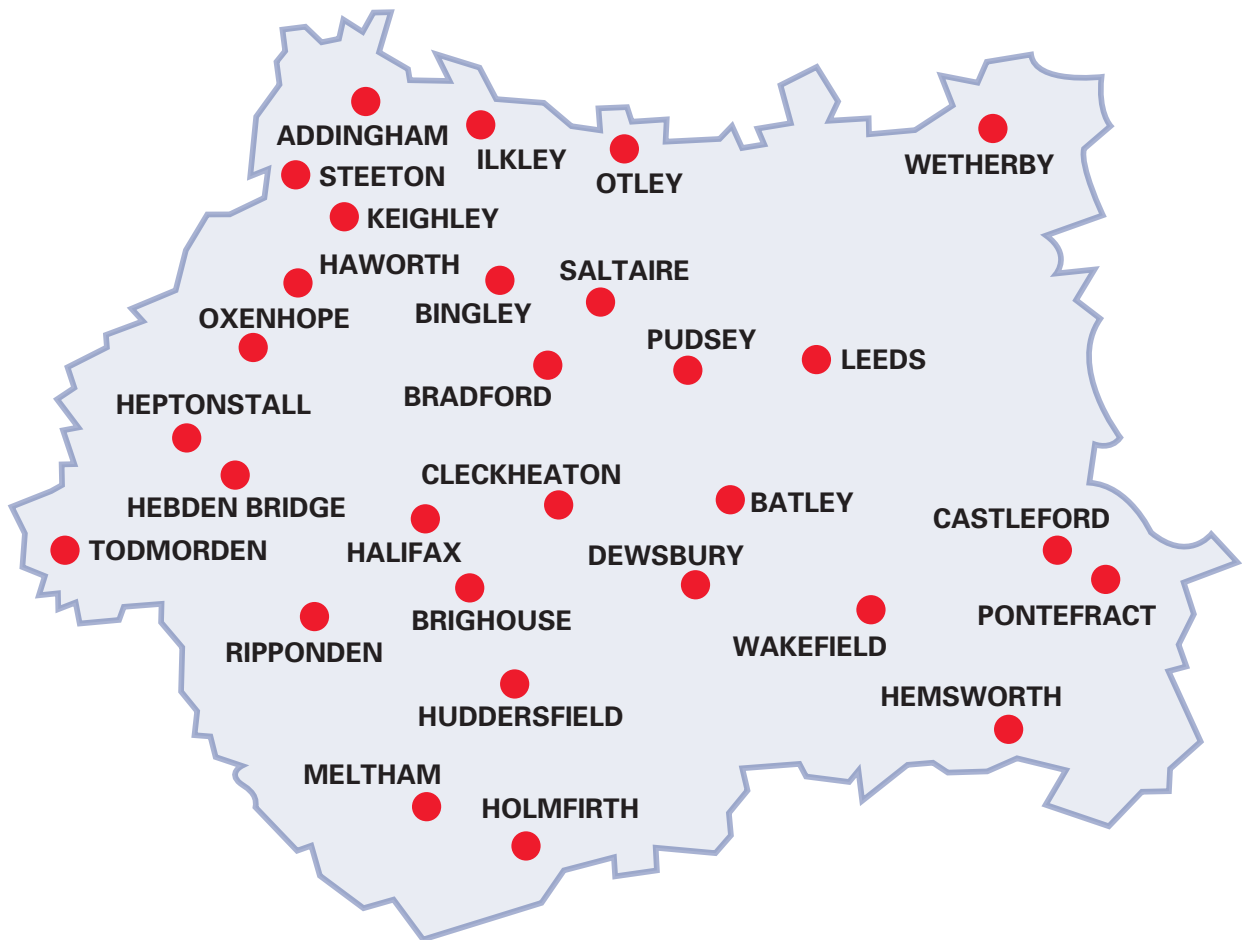 ADDINGHAM
ILKLEY
OTLEY
WETHERBY
STEETON
KEIGHLEY
HAWORTH
SALTAIRE
BINGLEY
OXENHOPE
PUDSEY
LEEDS
BRADFORD
HEPTONSTALL
CLECKHEATON
HEBDEN BRIDGE
BATLEY
CASTLEFORD
TODMORDEN
HALIFAX
DEWSBURY
BRIGHOUSE
PONTEFRACT
RIPPONDEN
WAKEFIELD
HEMSWORTH
HUDDERSFIELD
MELTHAM
HOLMFIRTH